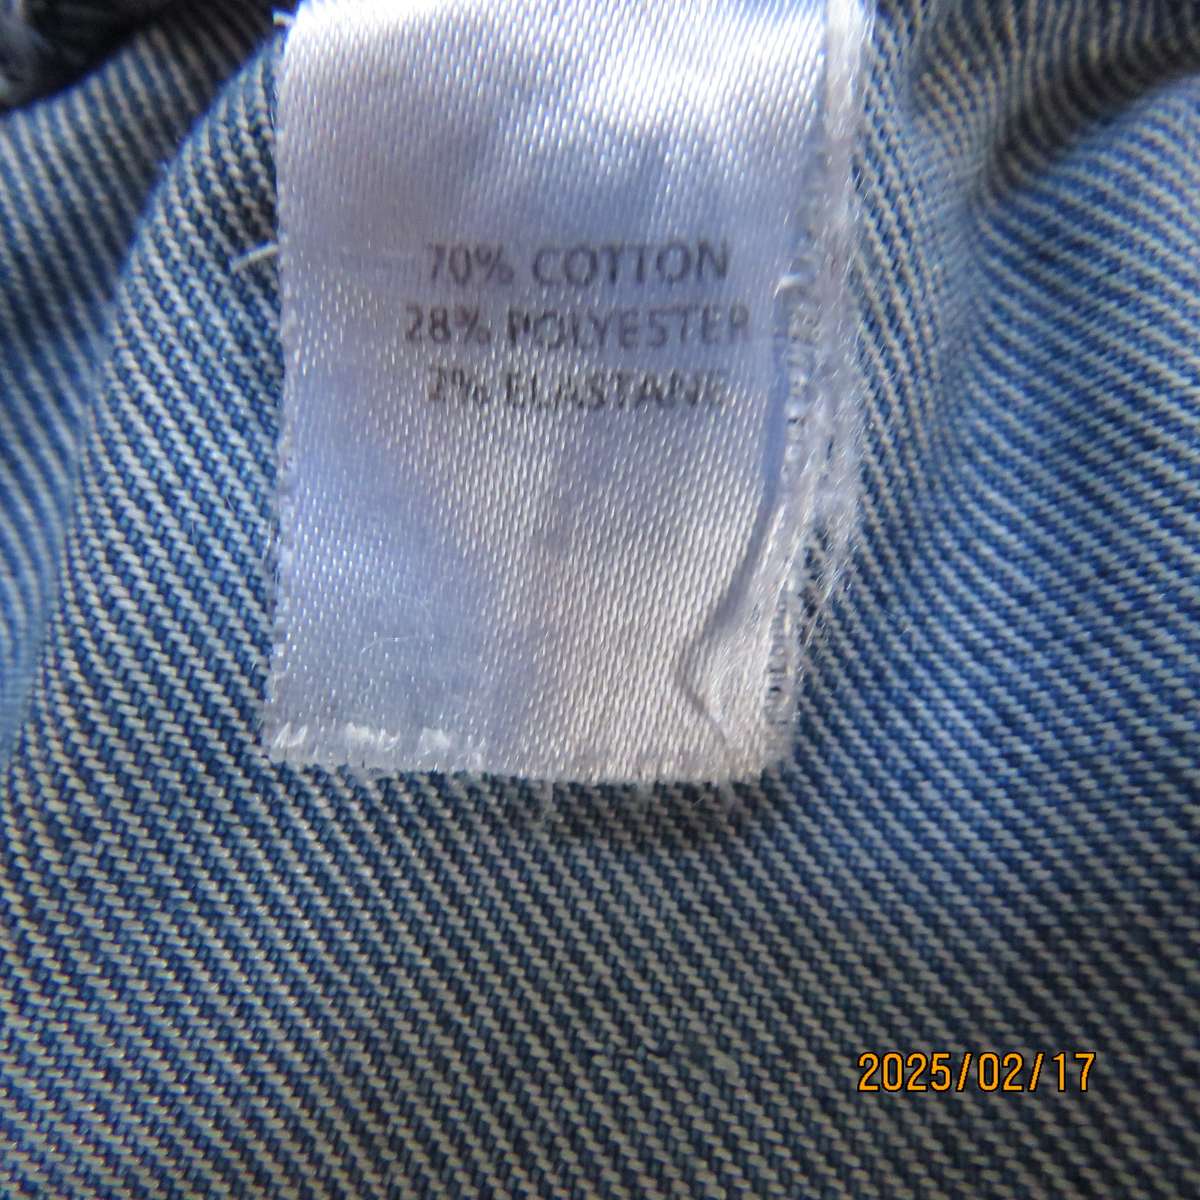 70% COTTON
28% POLYESTER
2% ELASTANE
2025/02/17